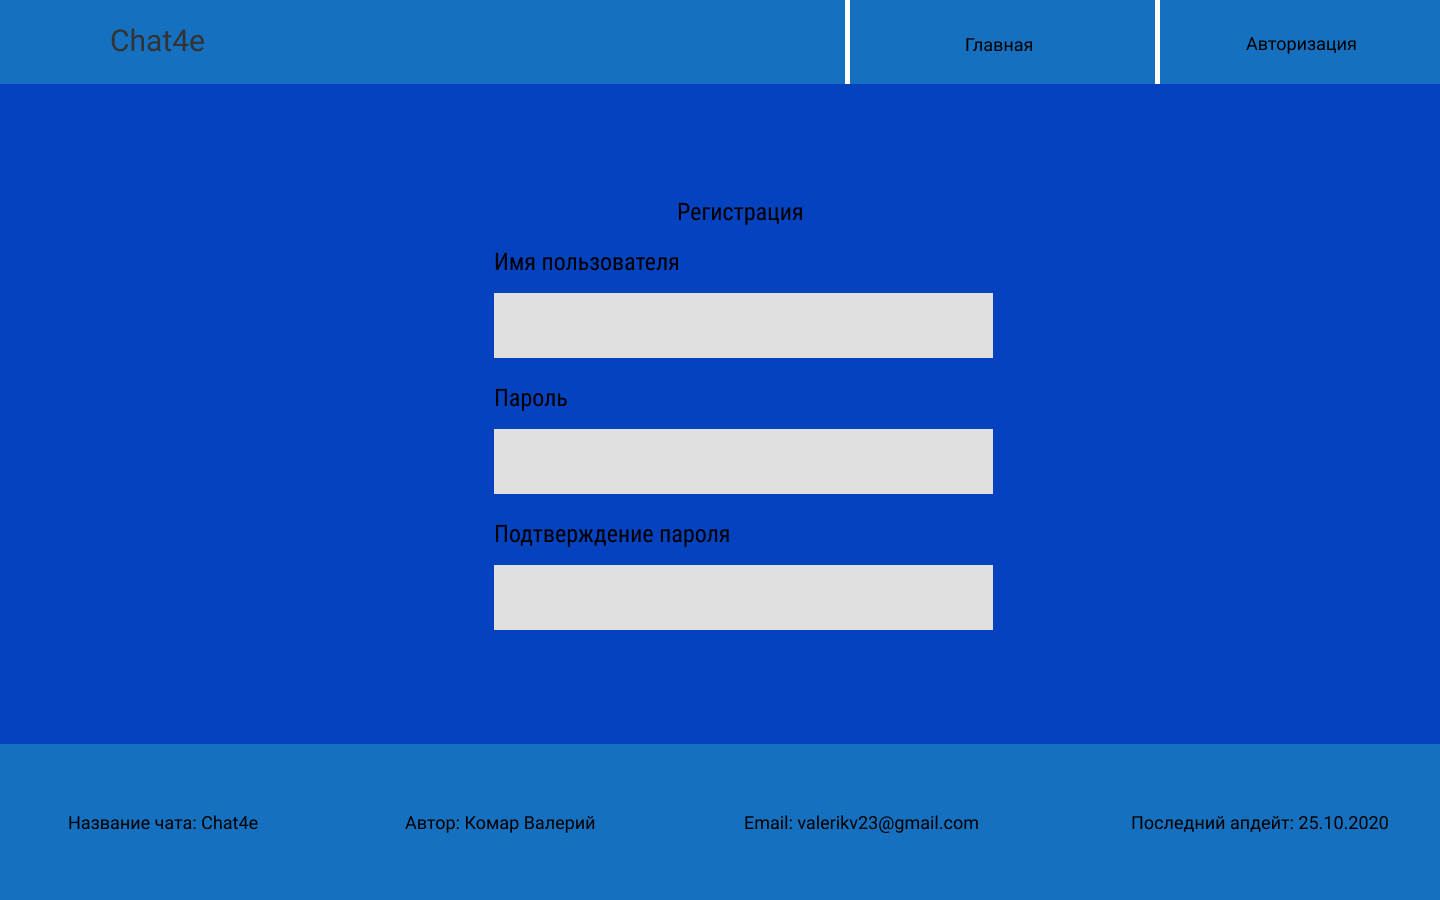 Chat4e
Главная
Авторизация
Регистрация
Имя пользователя
Пароль
Подтверждение пароля
Название чата: Chat4e
Автор: Комар Валерий
Email: valerikv23@gmail.com
Последний апдейт: 25.10.2020